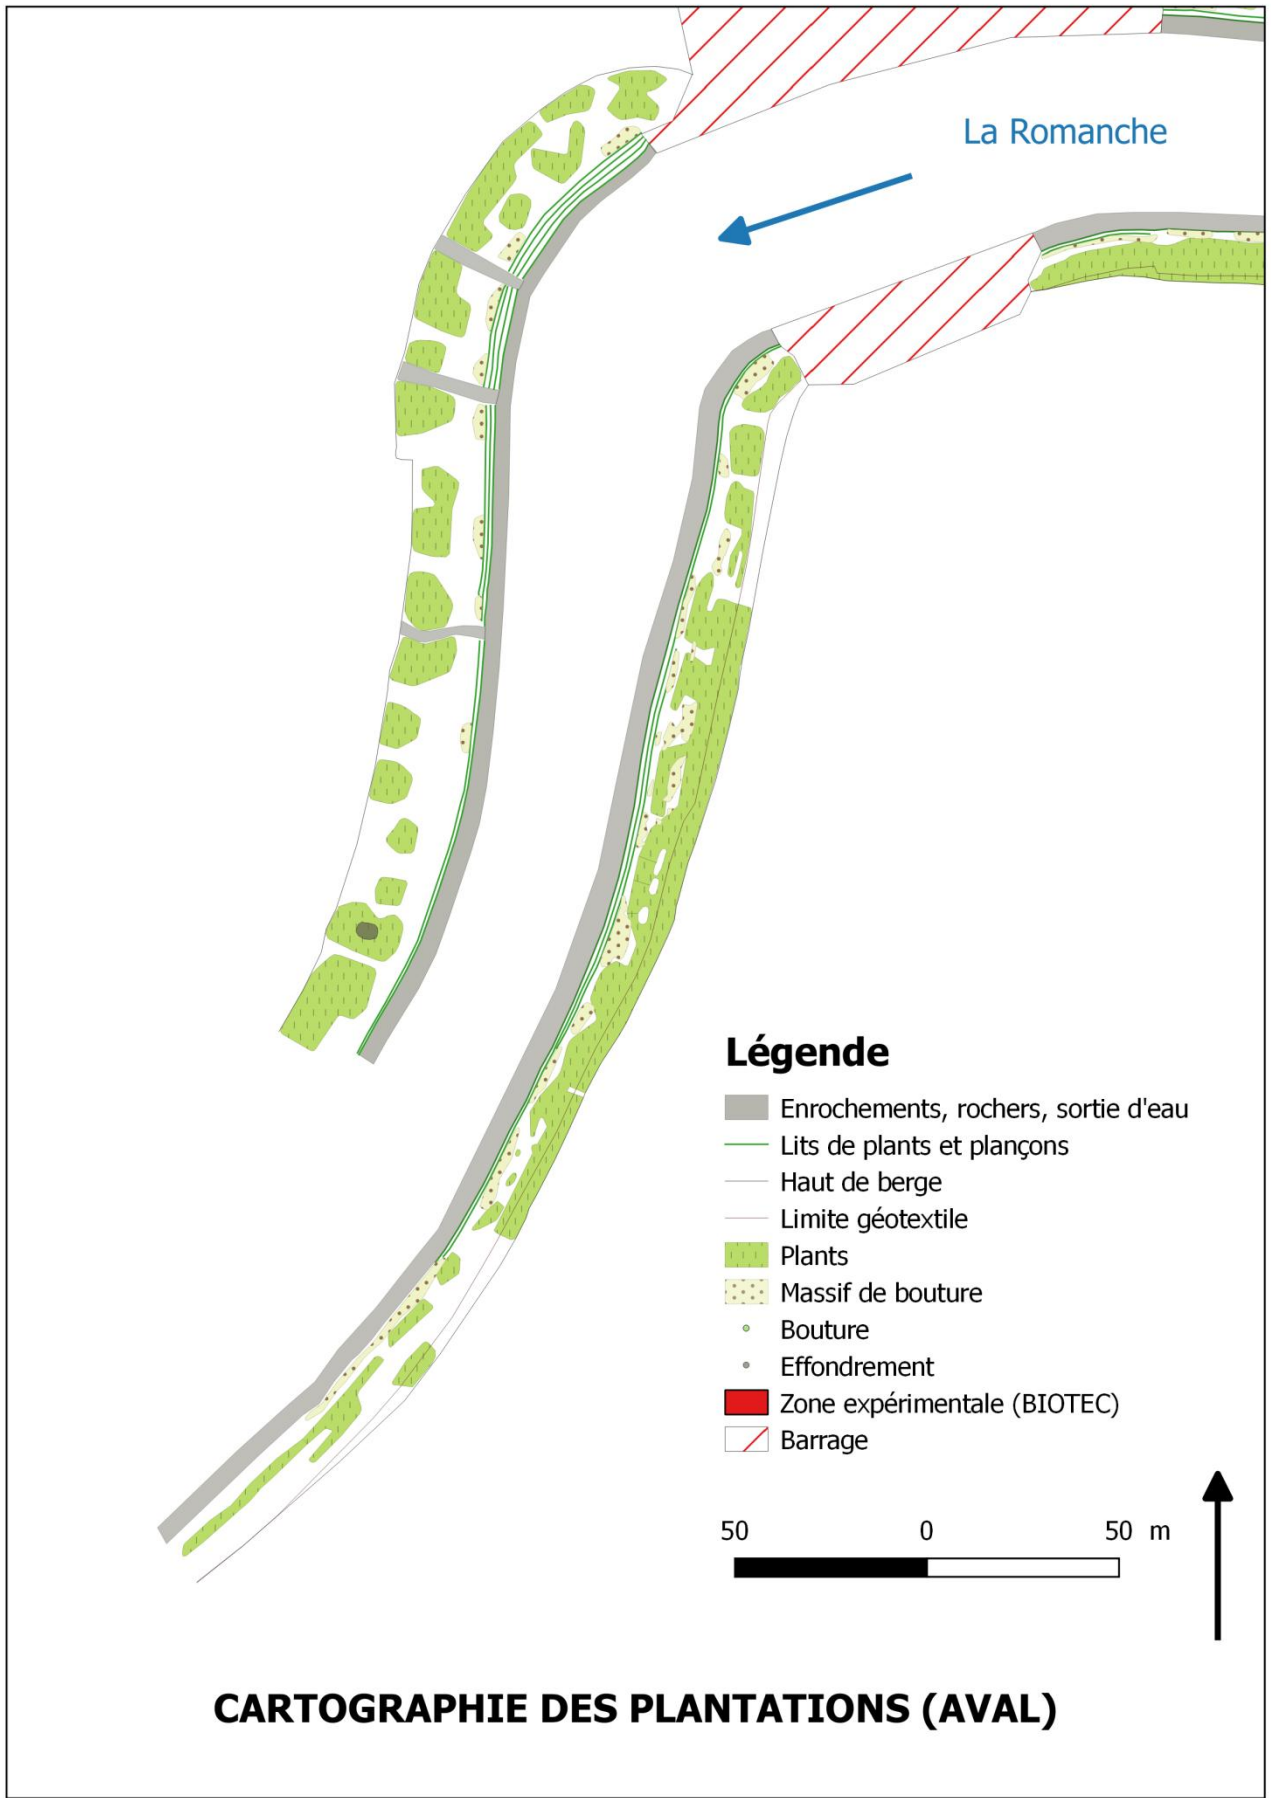 La Romanche
Légende
Enrochements, rochers, sortie d'eau
Lits de plants et plançons
Haut de berge
Limite géotextile
Plants
Massif de bouture
Bouture
Effondrement
Zone expérimentale (BIOTEC)
Barrage
50 0 50 m
CARTOGRAPHIE DES PLANTATIONS (AVAL)